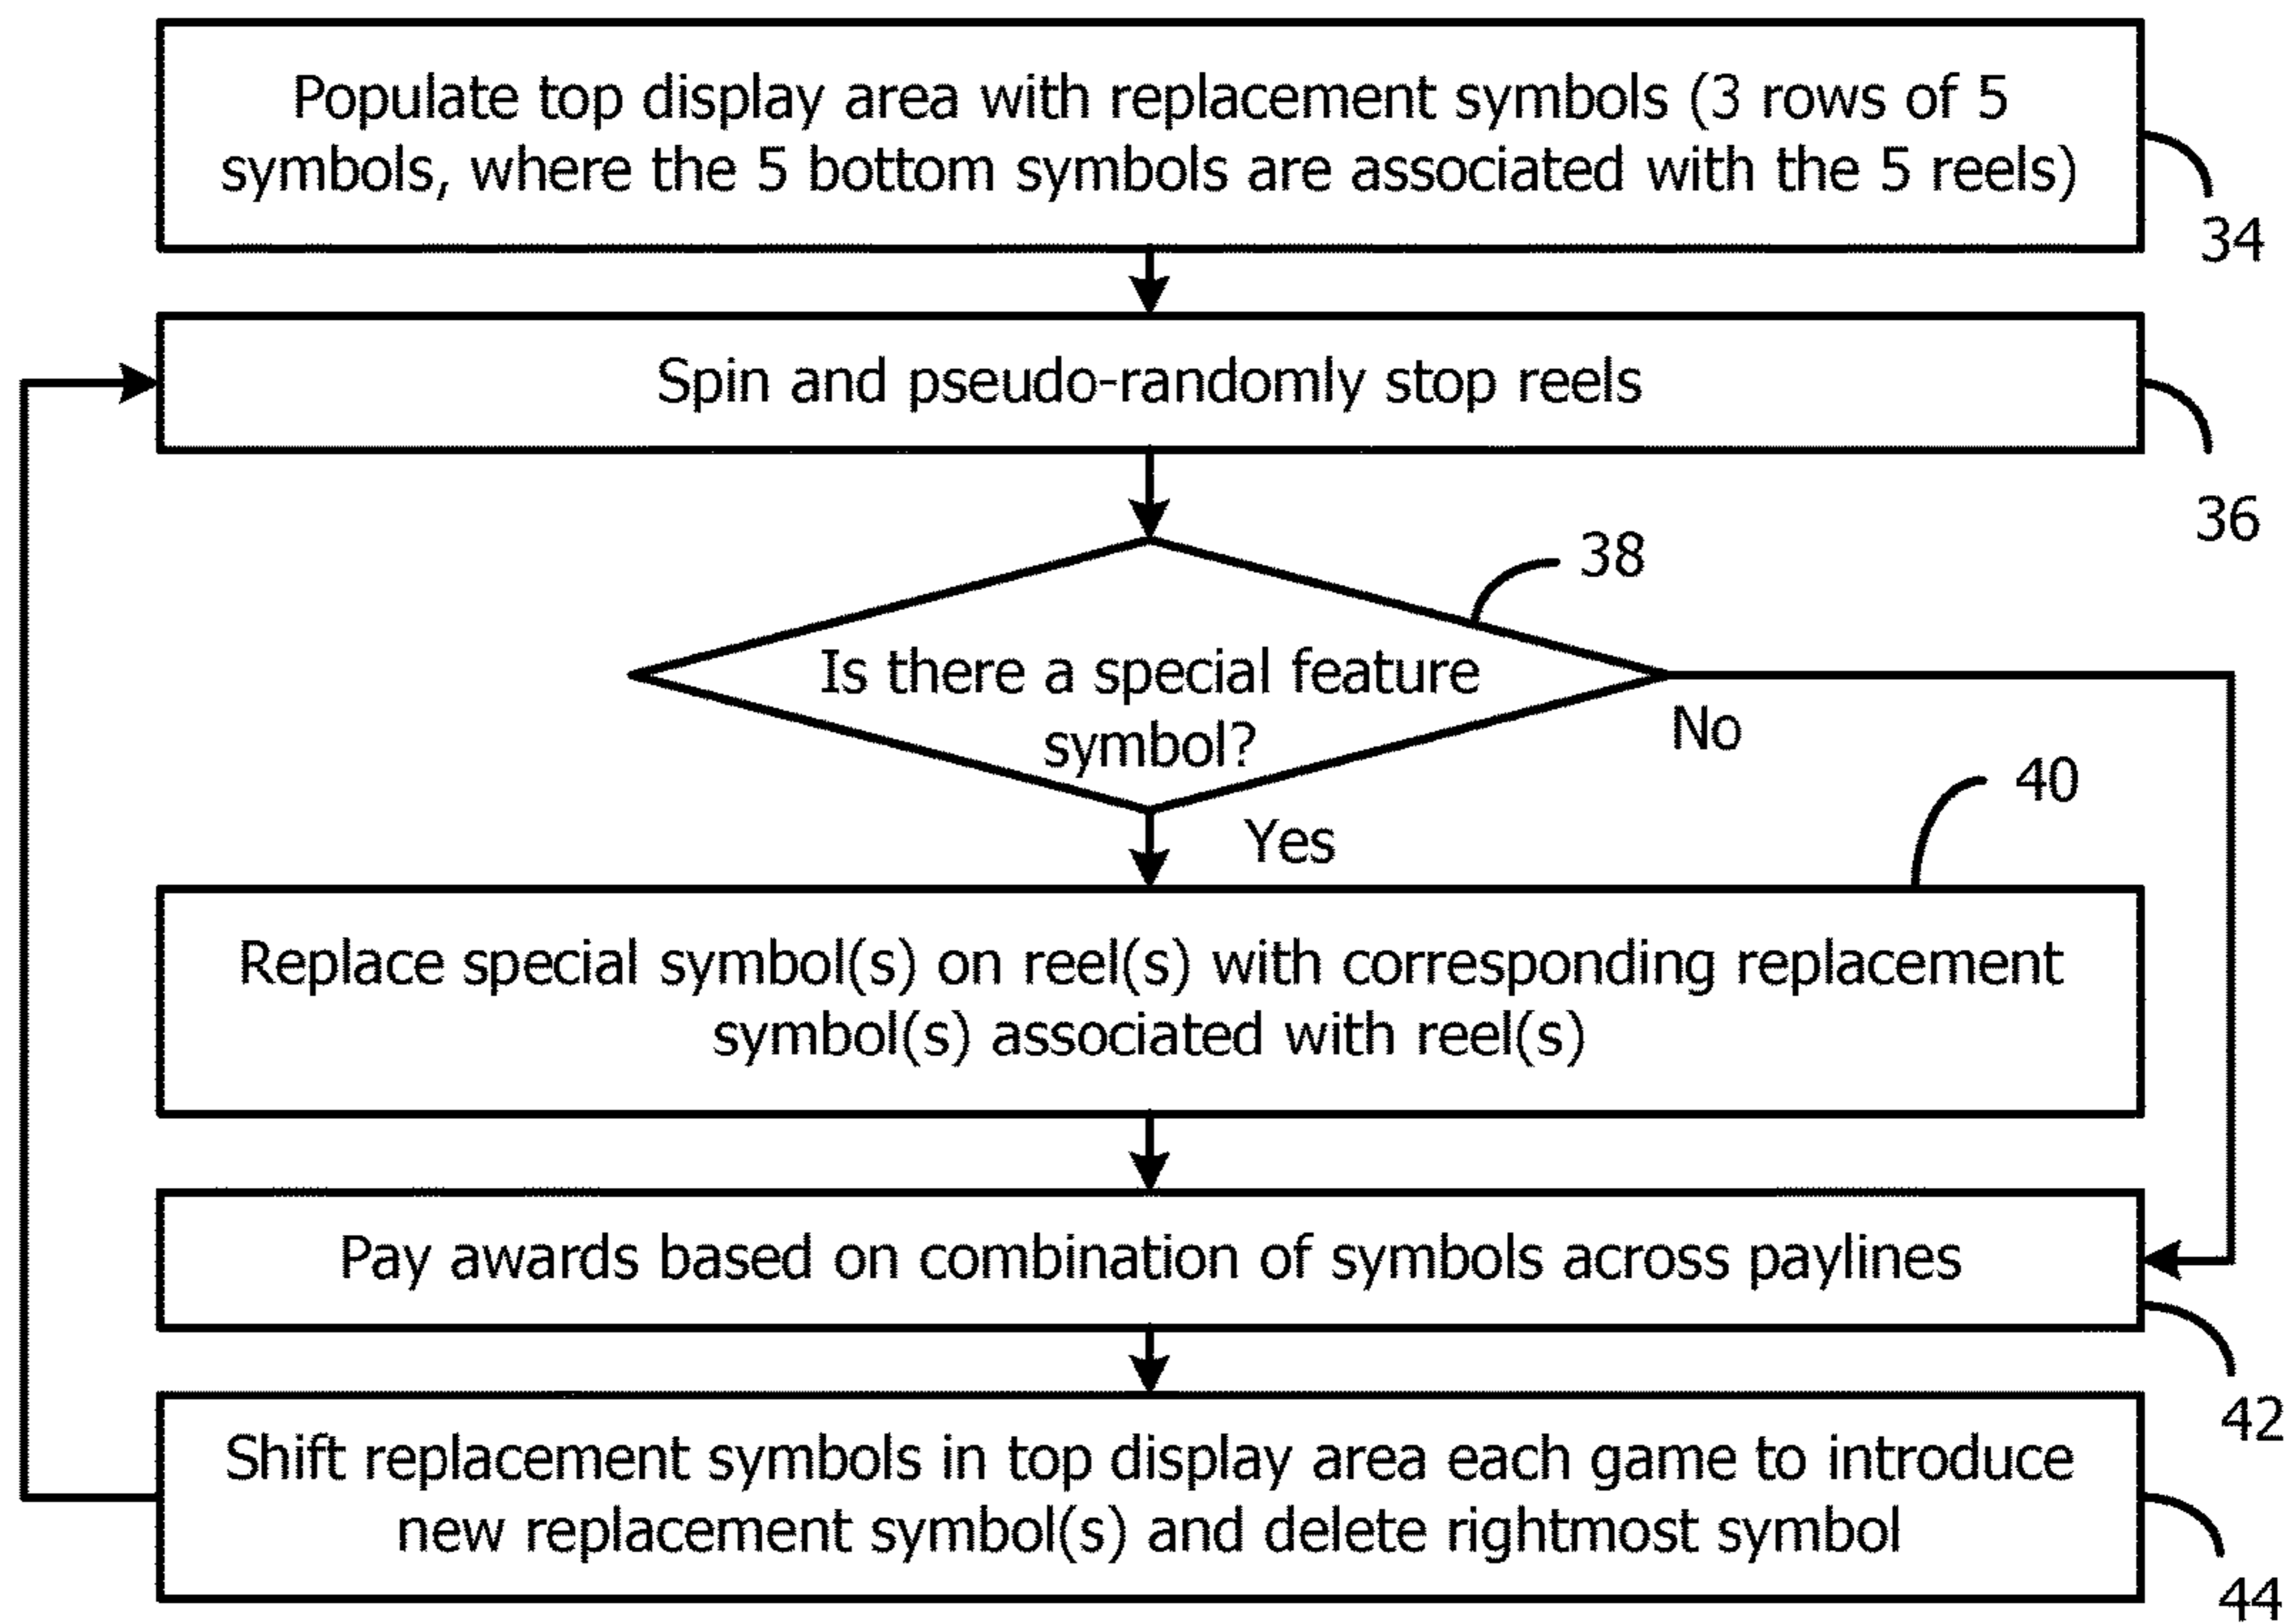 Populate top display area with replacement symbols (3 rows of 5
symbols, where the 5 bottom symbols are associated with the 5 reels)
34
Spin and pseudo-randomly stop reels
36
38
Is there a special feature
symbol?
No
Yes
40
Replace special symbol(s) on reel(s) with corresponding replacement
symbol(s) associated with reel(s)
Pay awards based on combination of symbols across paylines
42
Shift replacement symbols in top display area each game to introduce
new replacement symbol(s) and delete rightmost symbol
44